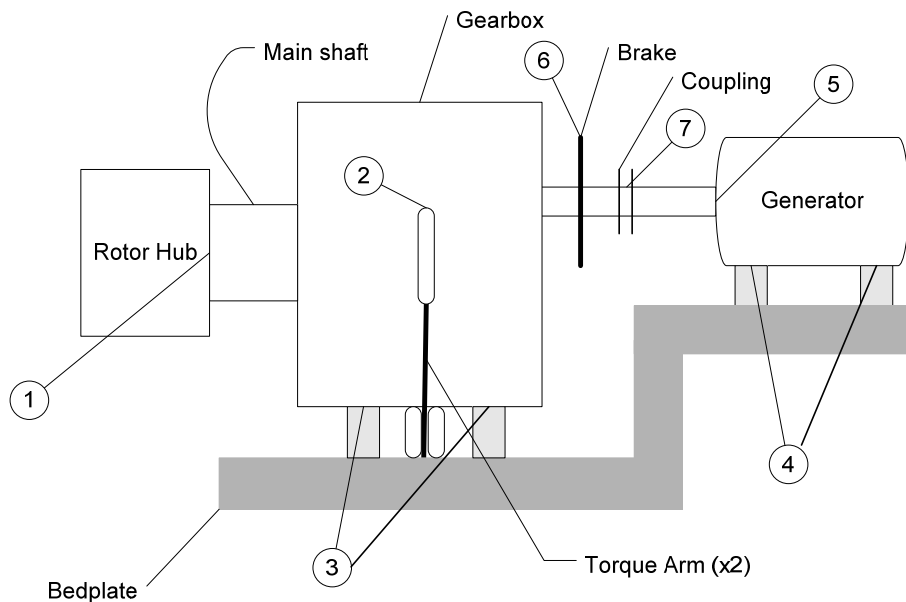 Gearbox
Main shaft
6
Brake
Coupling
5
7
2
Rotor Hub
Generator
1
4
3
Torque Arm (x2)
Bedplate